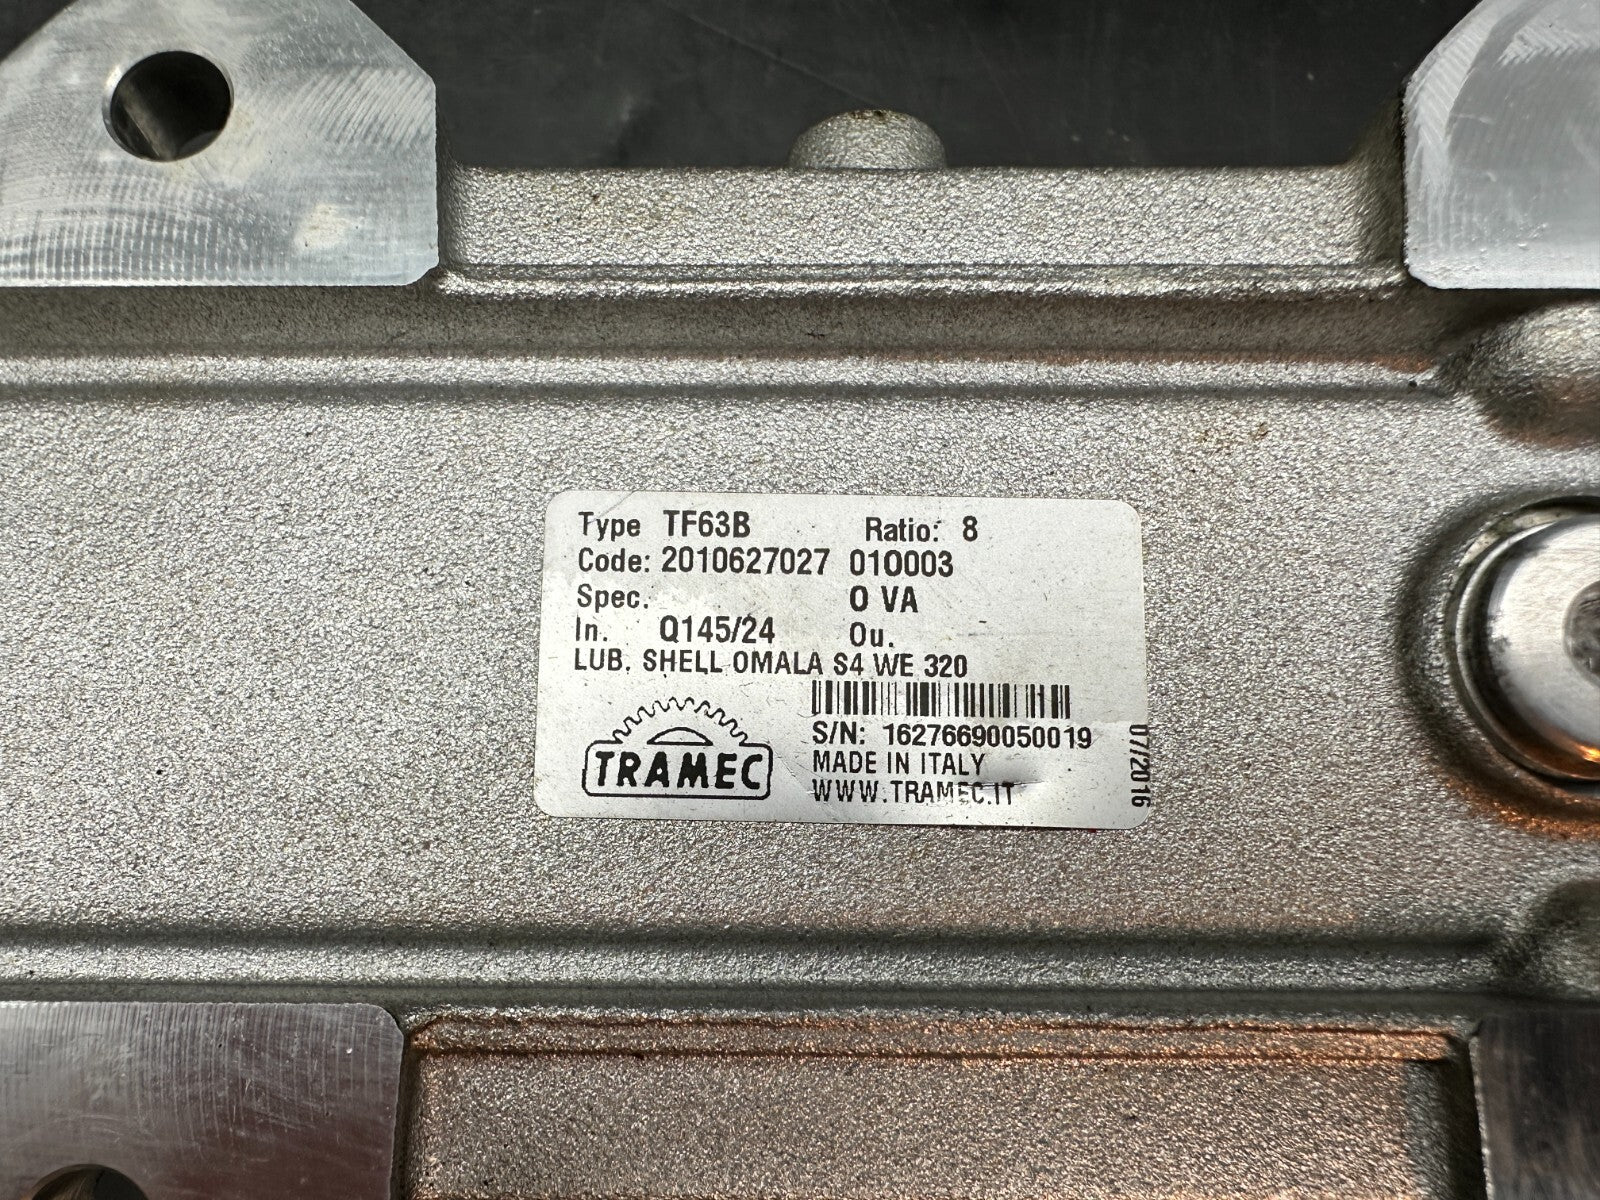 Type TF63B Ratio: 8
Code: 2010627027 010003
Spec. O VA
In. Q145/24 Ou.
LUB. SHELL OMALA S4 WE 320
TRAMEC
S/N: 16276690050019
MADE IN ITALY
WWW.TRAMEC.IT
07/2016